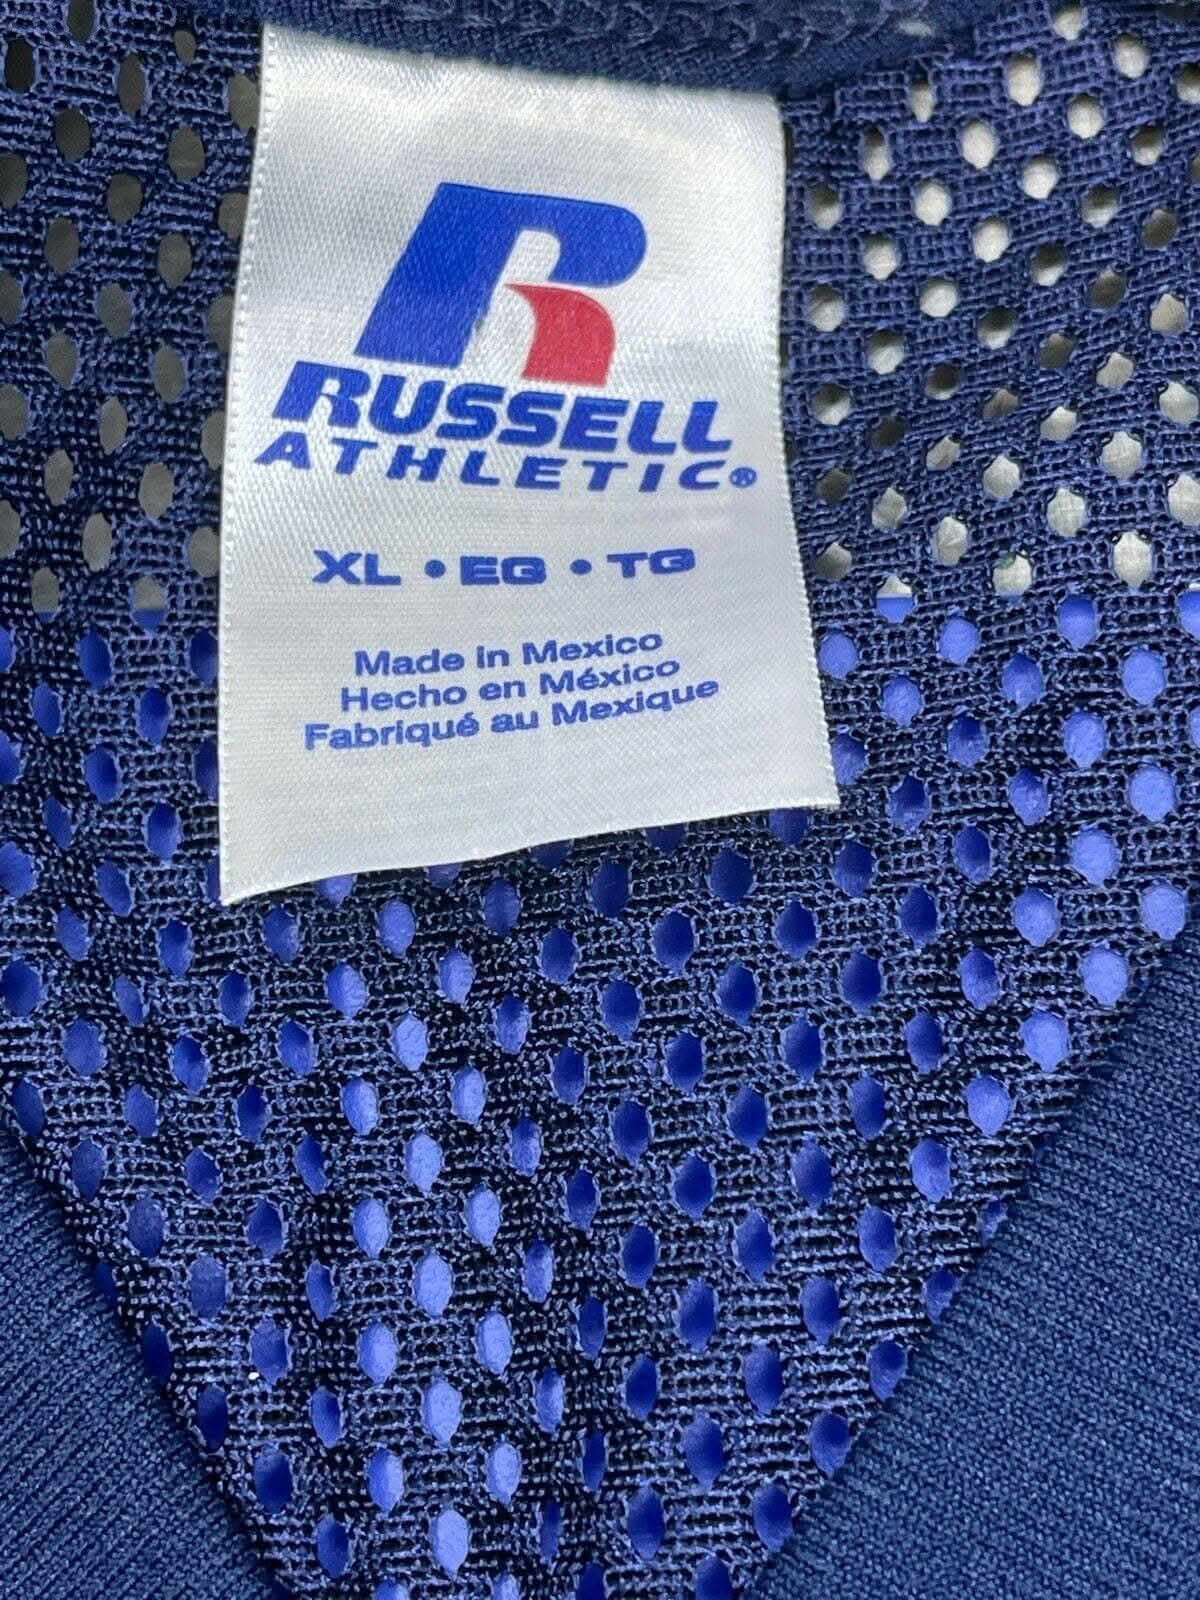 RUSSELL
ATHLETIC®
XL • EG • TG
Made in Mexico
Hecho en México
Fabriqué au Mexique